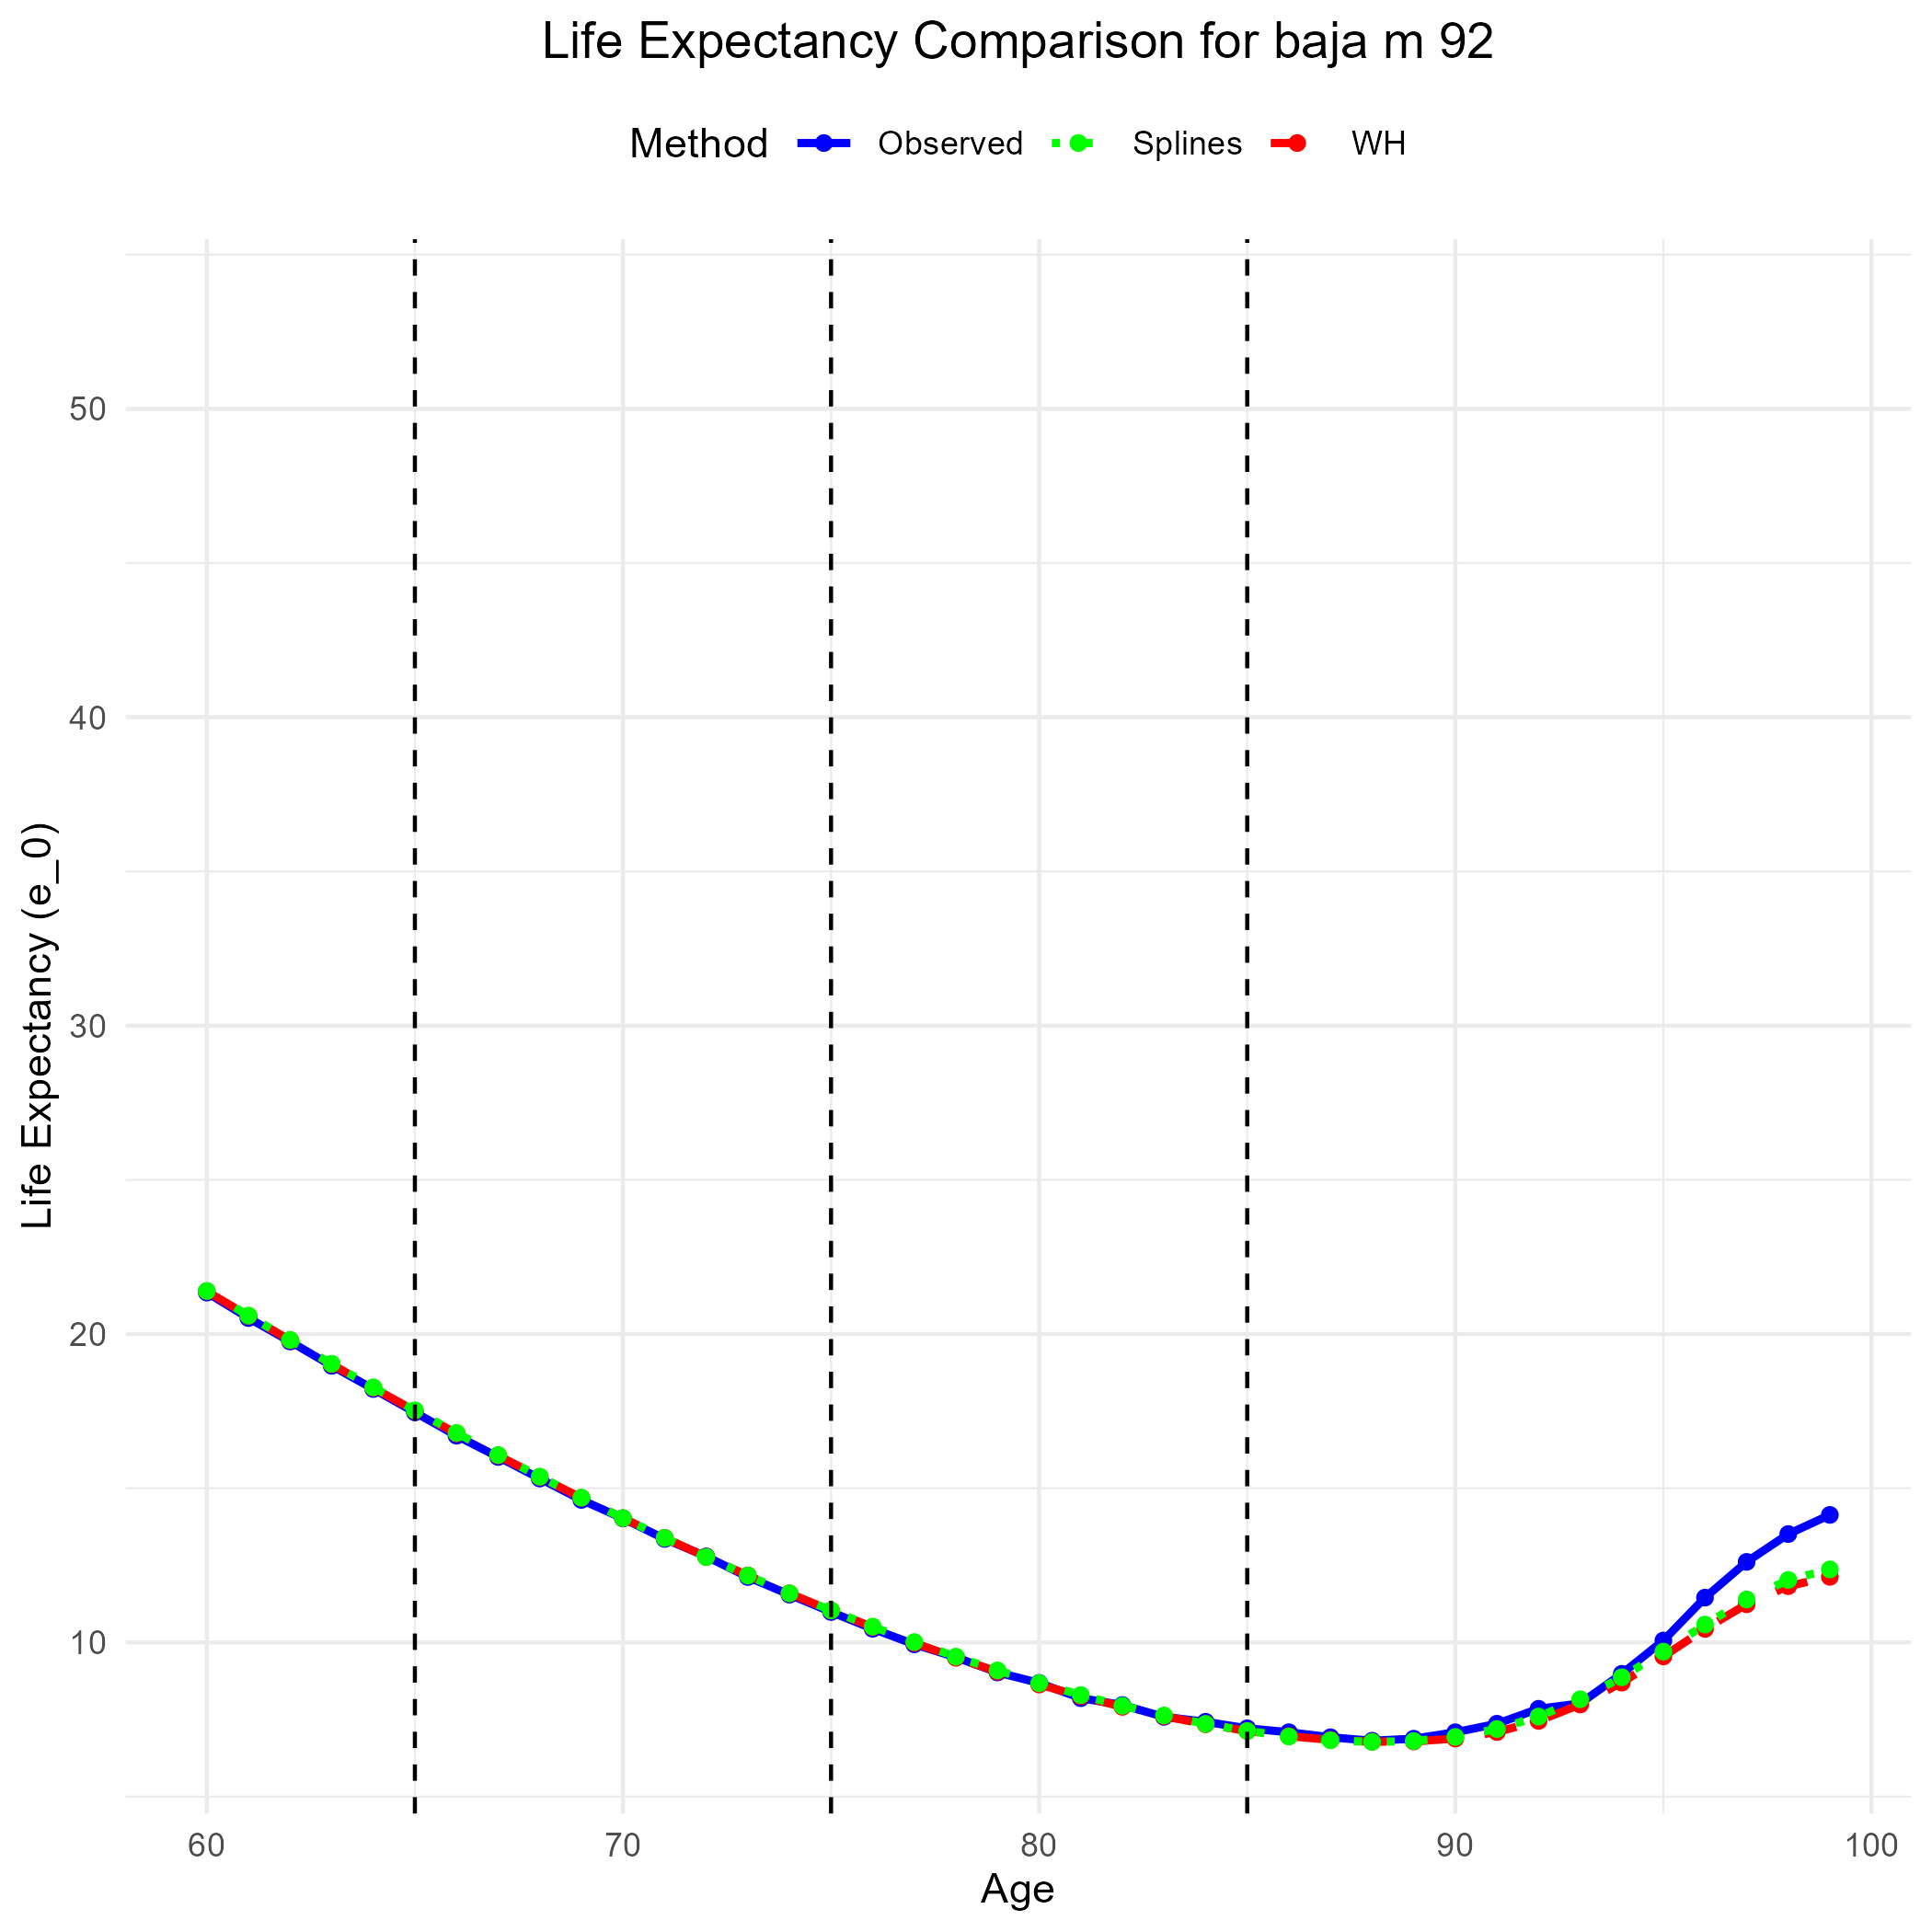 Life Expectancy Comparison for baja m 92
Method Observed Splines WH
Life Expectancy (e_0)
50
40
30
20
10
60 70 80 90 100
Age